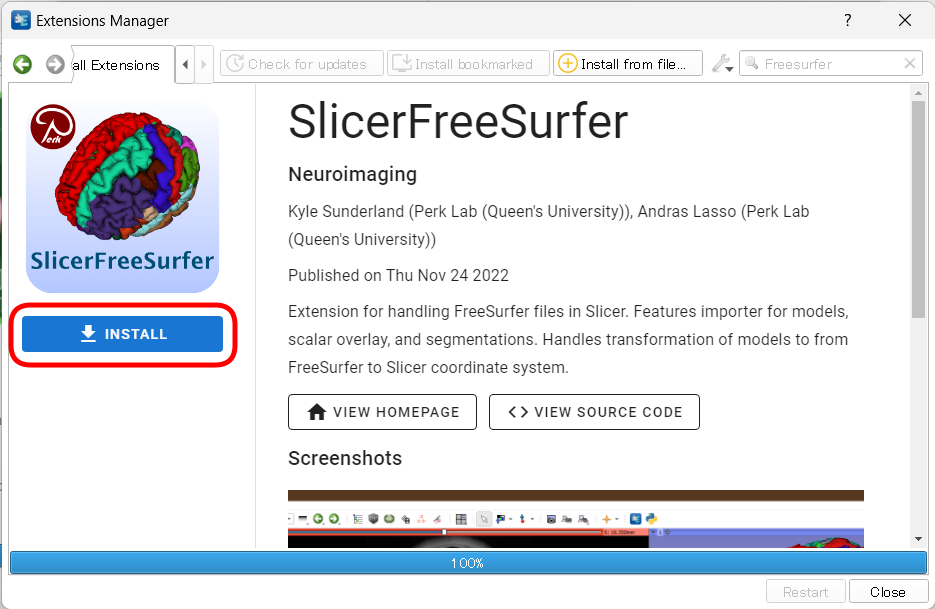 Extensions Manager
?
all Extensions
Check for updates
Install bookmarked
Install from file...
Freesurfer
Perk
SlicerFreeSurfer
INSTALL
SlicerFreeSurfer
Neuroimaging
Kyle Sunderland (Perk Lab (Queen's University)), Andras Lasso (Perk Lab
(Queen's University))
Published on Thu Nov 24 2022
Extension for handling FreeSurfer files in Slicer. Features importer for models,
scalar overlay, and segmentations. Handles transformation of models to from
FreeSurfer to Slicer coordinate system.
VIEW HOMEPAGE
VIEW SOURCE CODE
Screenshots
100%
Restart
Close